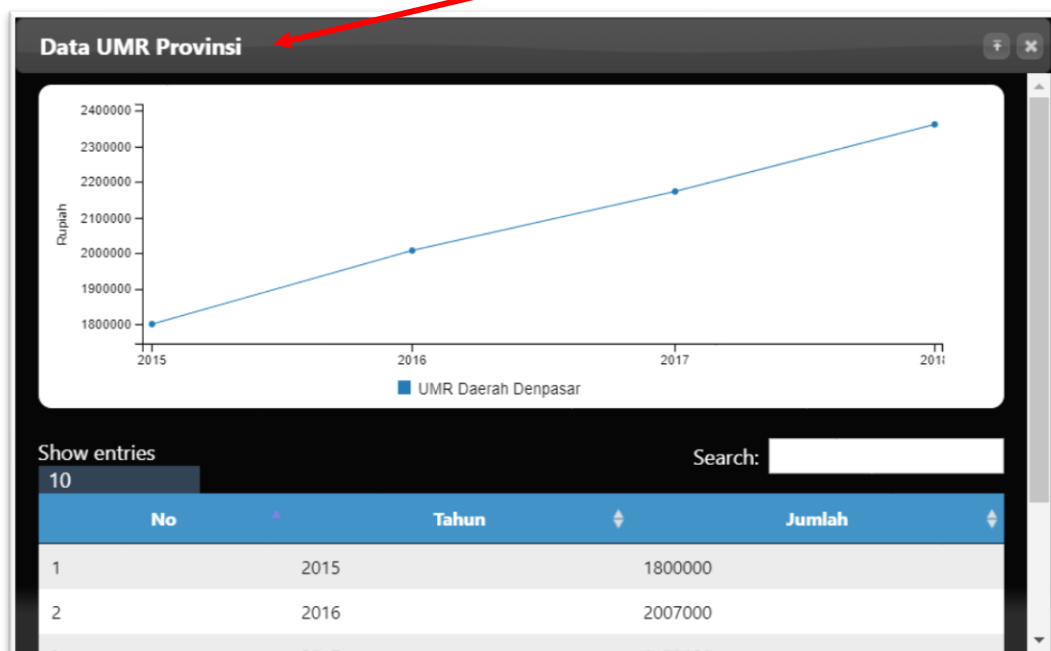 Data UMR Provinsi
2400000
2300000
2200000
2100000
2000000
1900000
1800000
Rupiah
2015 2016 2017 201
UMR Daerah Denpasar
Show entries
10
Search:
No Tahun Jumlah
1 2015 1800000
2 2016 2007000